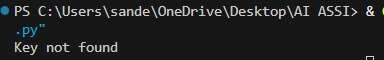 PS C:\Users\sande\OneDrive\Desktop\AI ASSI> &
.py"
Key not found